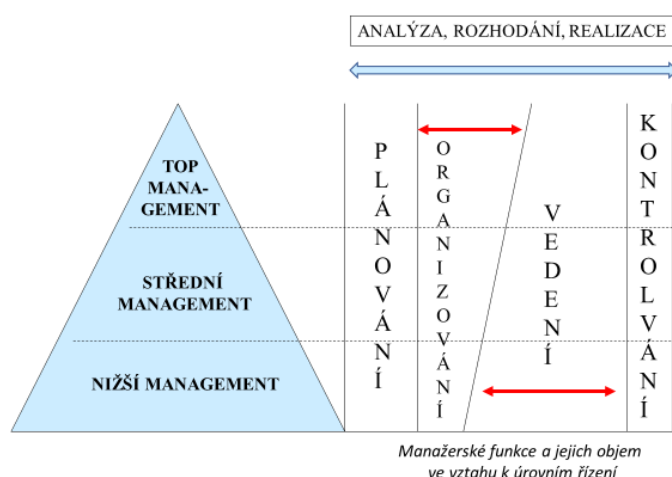 ANALÝZA, ROZHODÁNÍ, REALIZACE
TOP
MANA-
GEMENT
STŘEDNÍ
MANAGEMENT
NIŽŠÍ MANAGEMENT
PLÁNOVÁNÍ
ORGANIZOVÁNÍ
VEDENÍ
KONTROLVÁNÍ
Manažerské funkce a jejich objem
ve vztahu k úrovním řízení